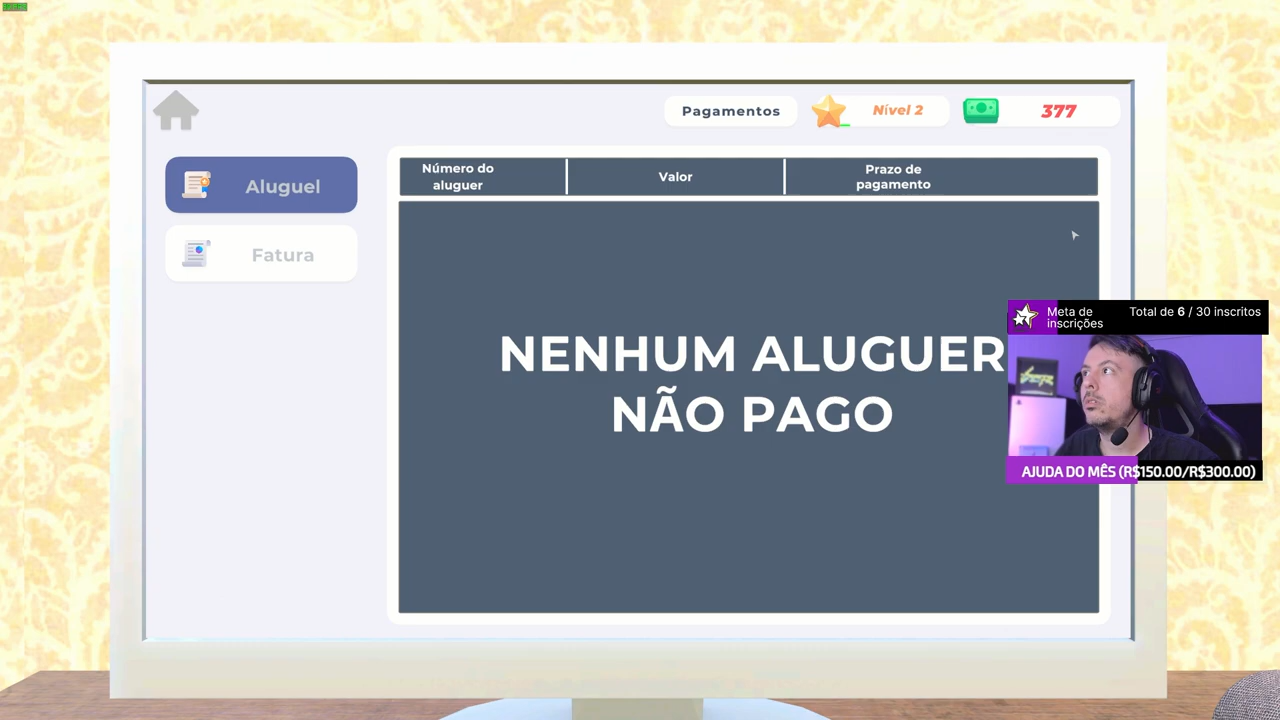 Pagamentos
Nível 2
377
Aluguel
Fatura
Número do
aluguer
Valor
Prazo de
pagamento
NENHUM ALUGUER
NÃO PAGO
Meta de
inscrições
Total de 6 / 30 inscritos
AJUDA DO MÊS (R$150.00/R$300.00)